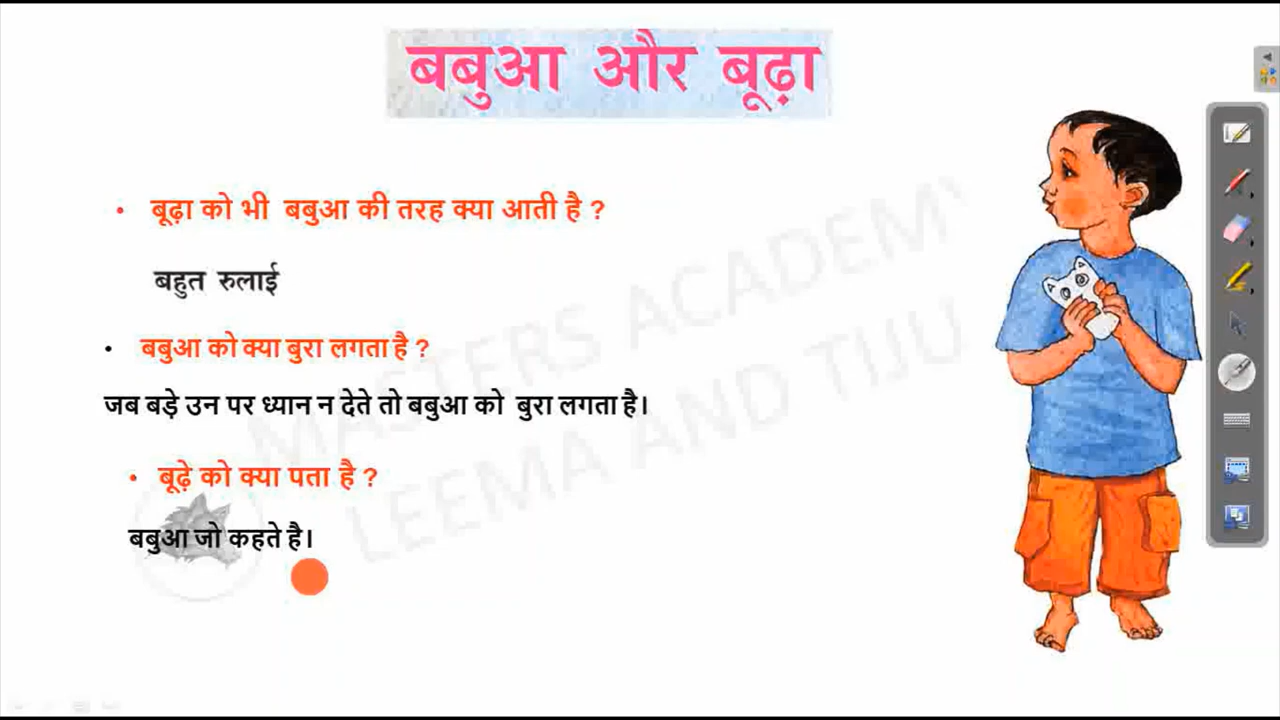 बबुआ और बूढ़ा
• बूढ़ा को भी बबुआ की तरह क्या आती है ?
बहुत रुलाई
• बबुआ को क्या बुरा लगता है ?
जब बड़े उन पर ध्यान न देते तो बबुआ को बुरा लगता है।
• बूढ़े को क्या पता है ?
बबुआ जो कहते है।
MASTERS ACADEMY
LEEMA AND TIJU